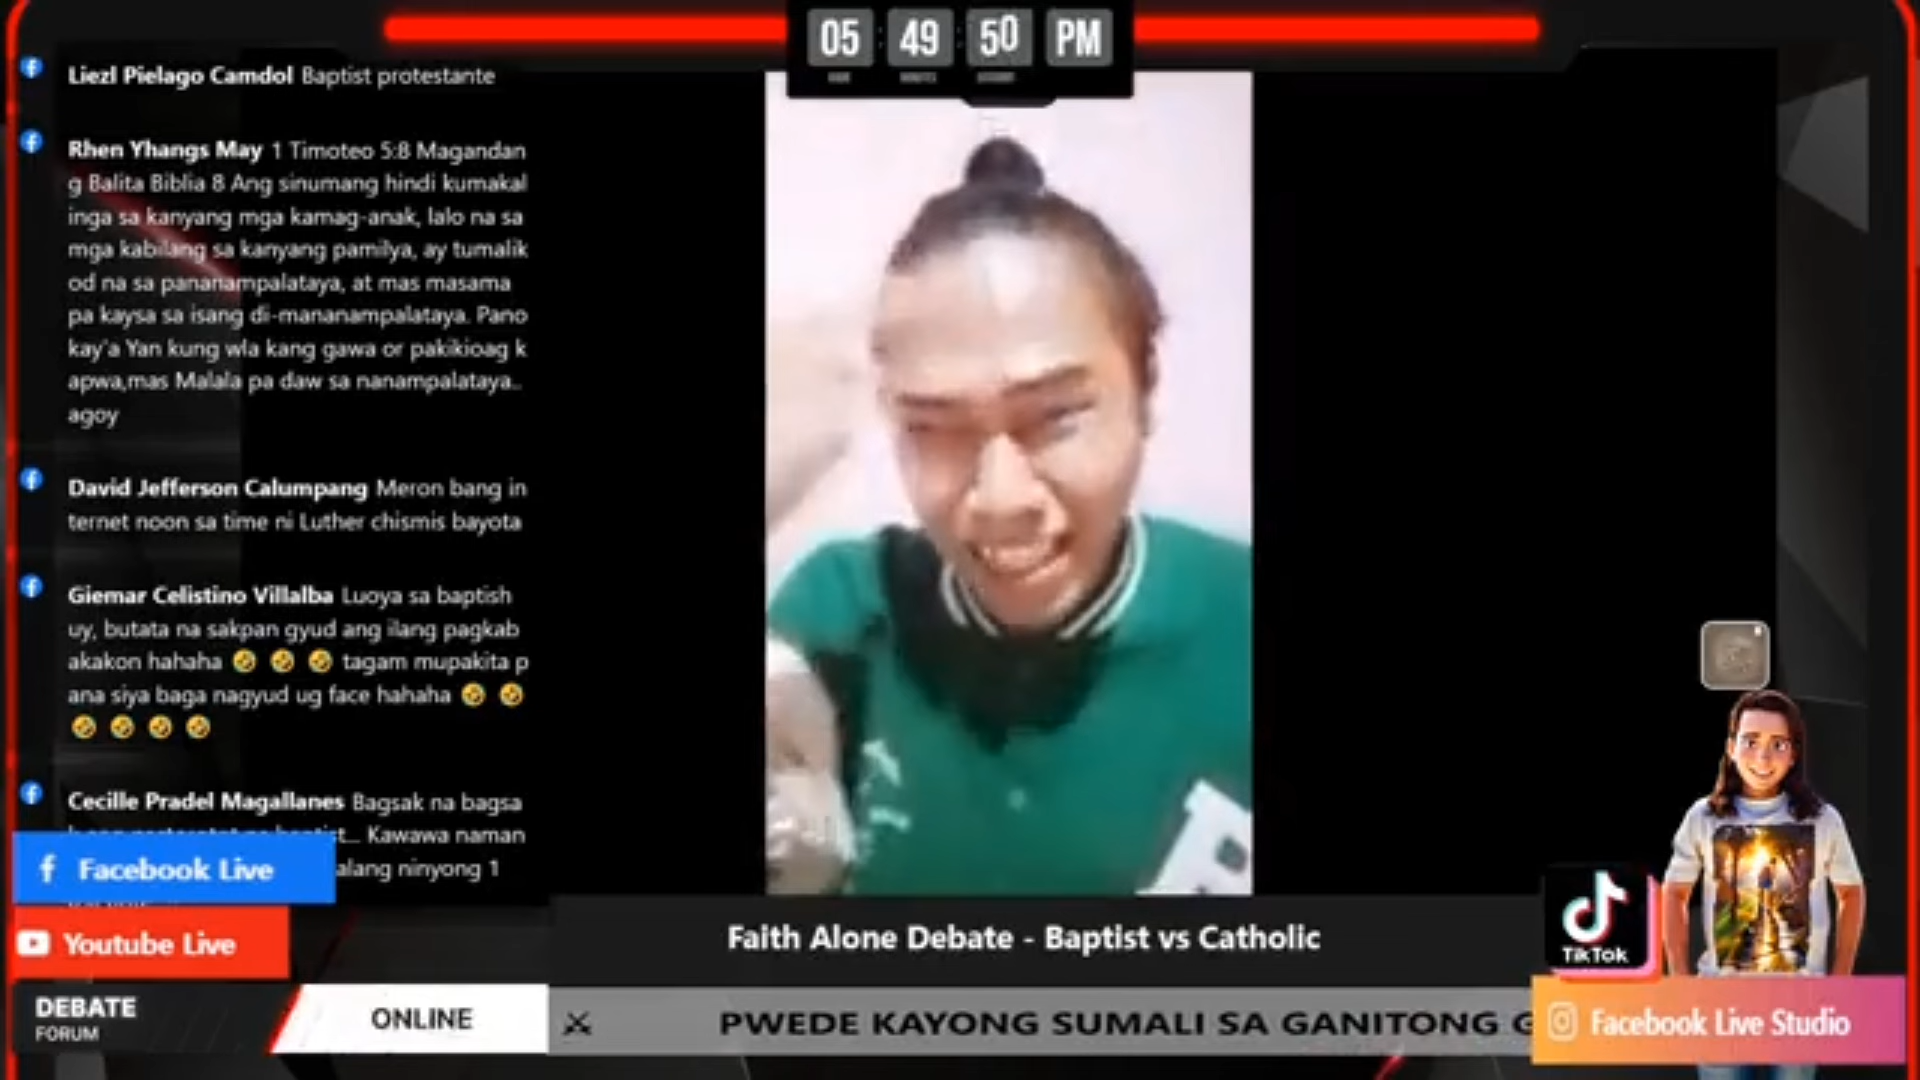 05 49 50 PM
Liezl Pielago Camdol Baptist protestante
Rhen Yhangs May 1 Timoteo 5:8 Magandan
g Balita Biblia 8 Ang sinumang hindi kumakal
inga sa kanyang mga kamag-anak, lalo na sa
mga kabilang sa kanyang pamilya, ay tumalik
od na sa pananampalataya, at mas masama
pa kaysa sa isang di-mananampalataya. Pano
kay'a Yan kung wla kang gawa or pakikioag k
apwa,mas Malala pa daw sa nanampalataya..
agoy
David Jefferson Calumpang Meron bang in
ternet noon sa time ni Luther chismis bayota
Giemar Celistino Villalba Luoya sa baptish
uy, butata na sakpan gyud ang ilang pagkab
akakon hahaha 🤣 🤣 🤣 tagam mupakita p
ana siya baga nagyud ug face hahaha 🤣 🤣
🤣 🤣 🤣 🤣
Cecille Pradel Magallanes Bagsak na bagsa
Kawawa naman
alang ninyong 1
Facebook Live
Youtube Live
Faith Alone Debate - Baptist vs Catholic
TikTok
DEBATE
FORUM
ONLINE
PWEDE KAYONG SUMALI SA GANITONG
Facebook Live Studio